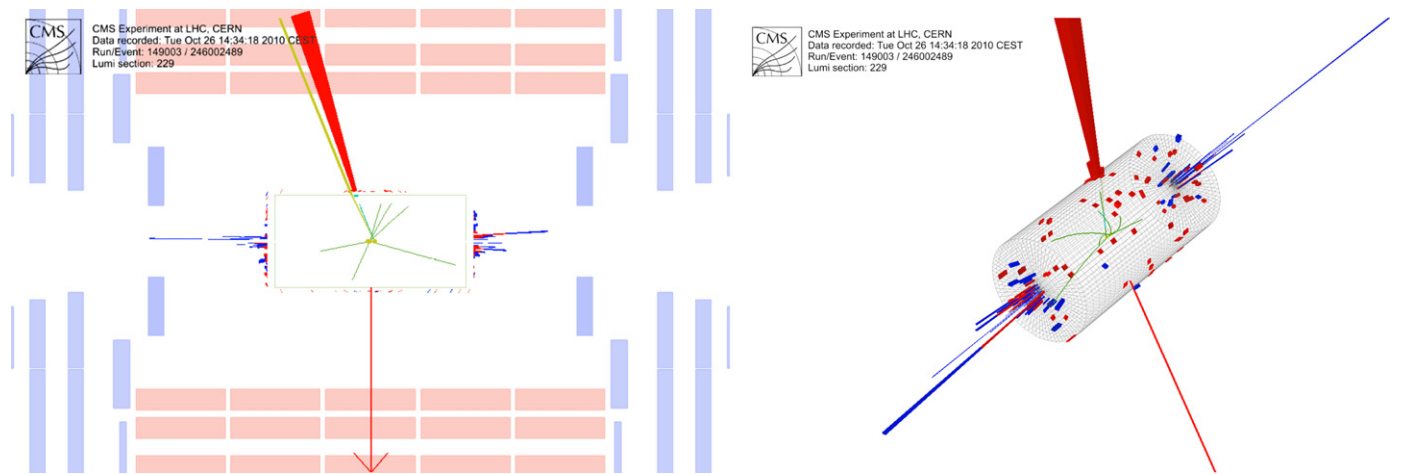 CMS
CMS Experiment at LHC, CERN
Data recorded: Tue Oct 26 14:34:18 2010 CEST
Run/Event: 149003 / 246002489
Lumi section: 229
CMS
CMS Experiment at LHC, CERN
Data recorded: Tue Oct 26 14:34:18 2010 CEST
Run/Event: 149003 / 246002489
Lumi section: 229